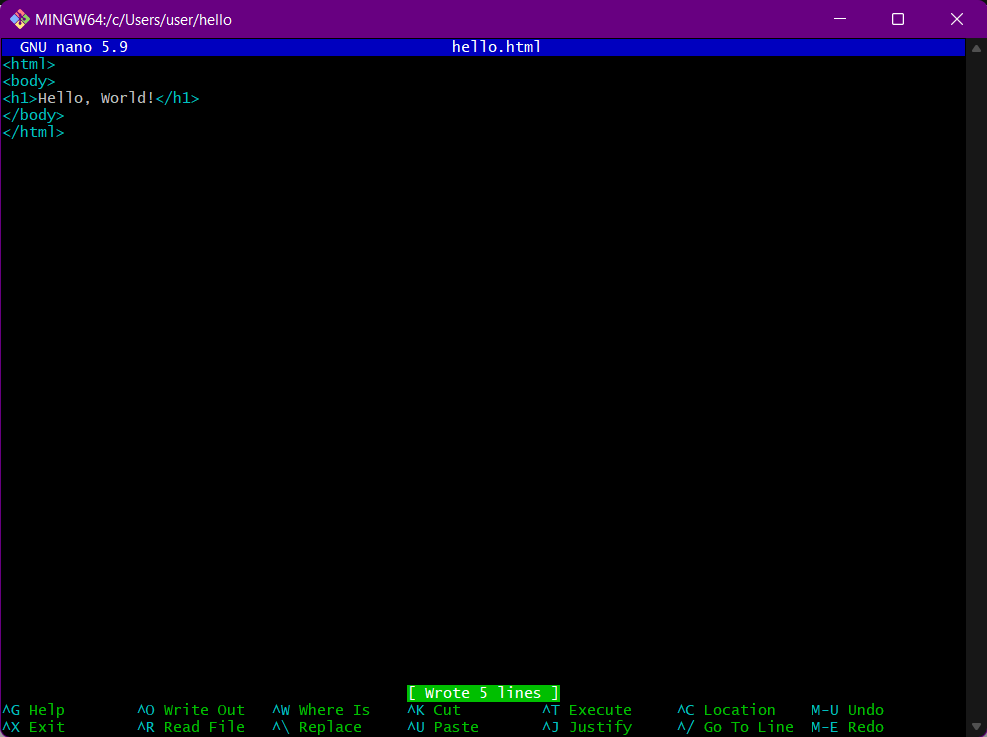 MINGW64:/c/Users/user/hello
GNU nano 5.9 hello.html
<html>
<body>
<h1>Hello, World!</h1>
</body>
</html>
[ Wrote 5 lines ]
^G Help ^O Write Out ^W Where Is ^K Cut ^T Execute ^C Location M-U Undo
^X Exit ^R Read File ^\ Replace ^U Paste ^J Justify ^/ Go To Line M-E Redo